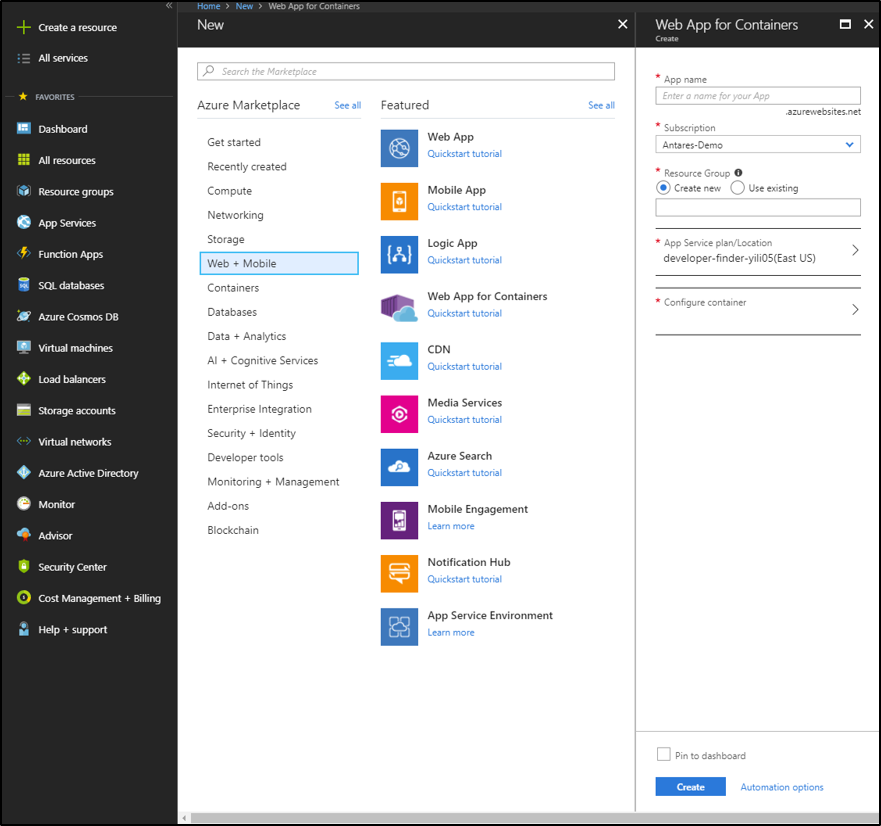 Home > New > Web App for Containers
«
Create a resource
All services
FAVORITES
Dashboard
All resources
Resource groups
App Services
Function Apps
SQL databases
Azure Cosmos DB
Virtual machines
Load balancers
Storage accounts
Virtual networks
Azure Active Directory
Monitor
Advisor
Security Center
Cost Management + Billing
Help + support
New
Search the Marketplace
Azure Marketplace See all
Get started
Recently created
Compute
Networking
Storage
Web + Mobile
Containers
Databases
Data + Analytics
AI + Cognitive Services
Internet of Things
Enterprise Integration
Security + Identity
Developer tools
Monitoring + Management
Add-ons
Blockchain
Featured See all
Web App
Quickstart tutorial
Mobile App
Quickstart tutorial
Logic App
Quickstart tutorial
Web App for Containers
Quickstart tutorial
CDN
Quickstart tutorial
Media Services
Quickstart tutorial
Azure Search
Quickstart tutorial
Mobile Engagement
Learn more
Notification Hub
Quickstart tutorial
App Service Environment
Learn more
Web App for Containers
Create
* App name
Enter a name for your App
.azurewebsites.net
* Subscription
Antares-Demo
* Resource Group
Create new Use existing
* App Service plan/Location
developer-finder-yili05(East US)
* Configure container
Pin to dashboard
Create Automation options